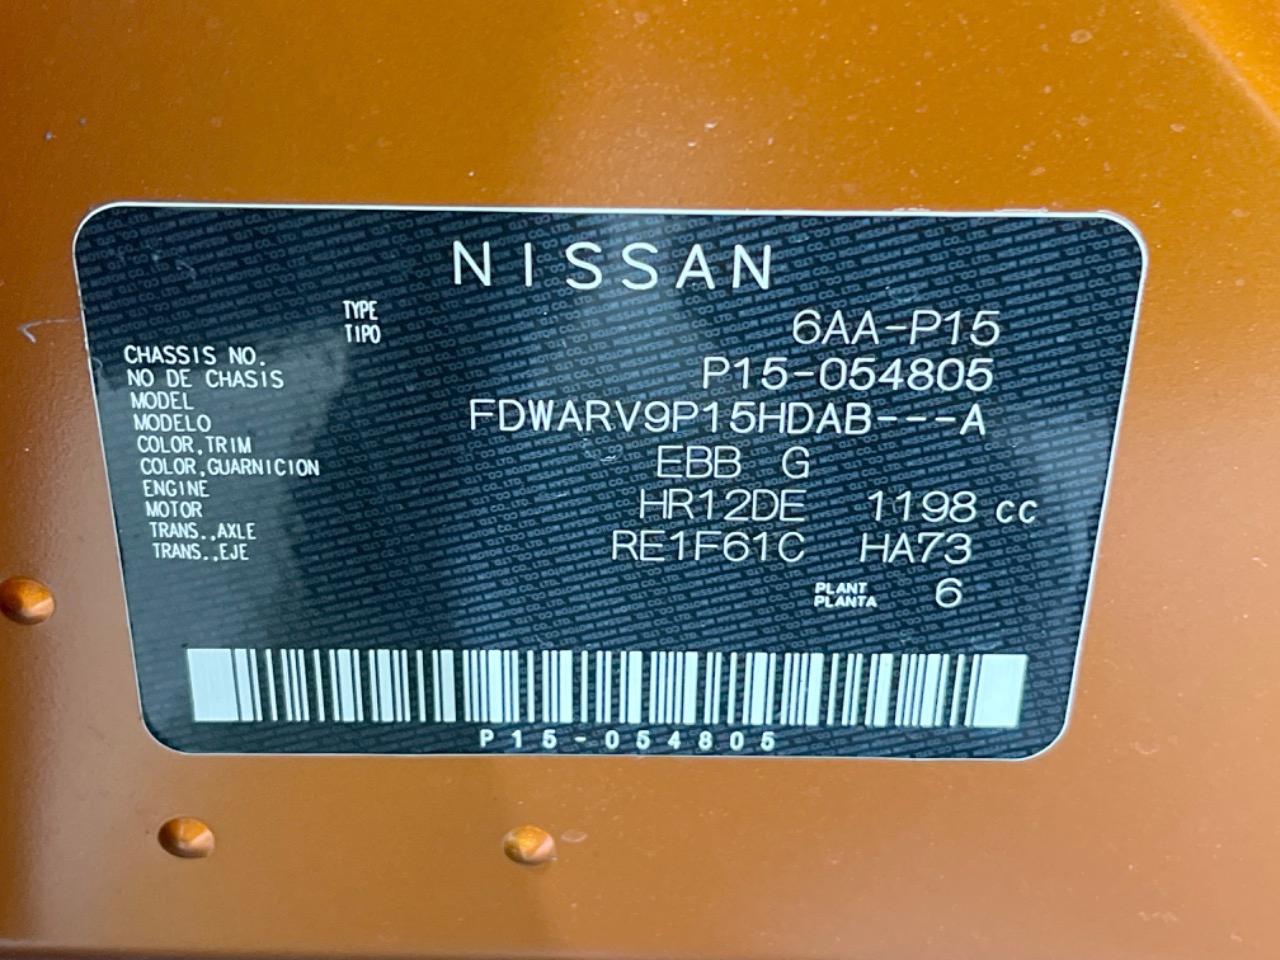 NISSAN
TYPE
TIPO 6AA-P15
CHASSIS NO.
NO DE CHASIS P15-054805
MODEL
MODELO FDWARV9P15HDAB---A
COLOR,TRIM
COLOR,GUARNICION EBB G
ENGINE
MOTOR HR12DE 1198 cc
TRANS.,AXLE
TRANS.,EJE RE1F61C HA73
PLANT
PLANTA 6
P15-054805